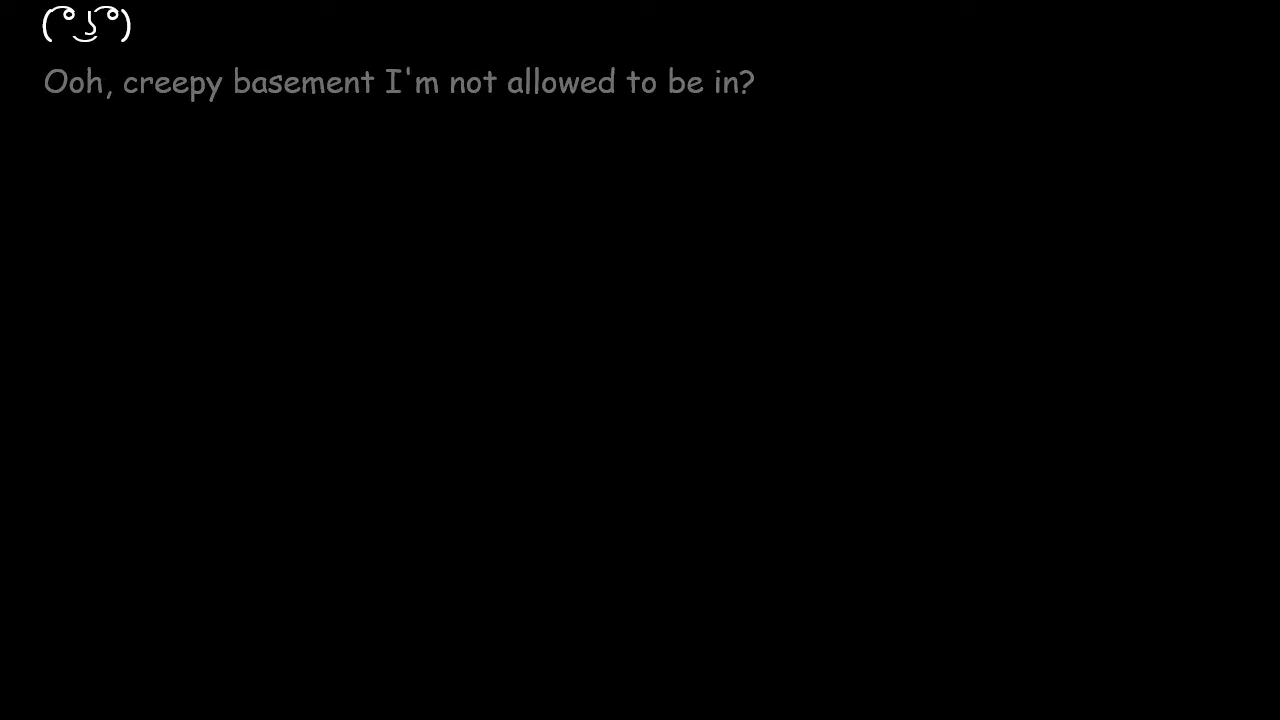 ( ͡° ͜ʖ ͡°)
Ooh, creepy basement I'm not allowed to be in?